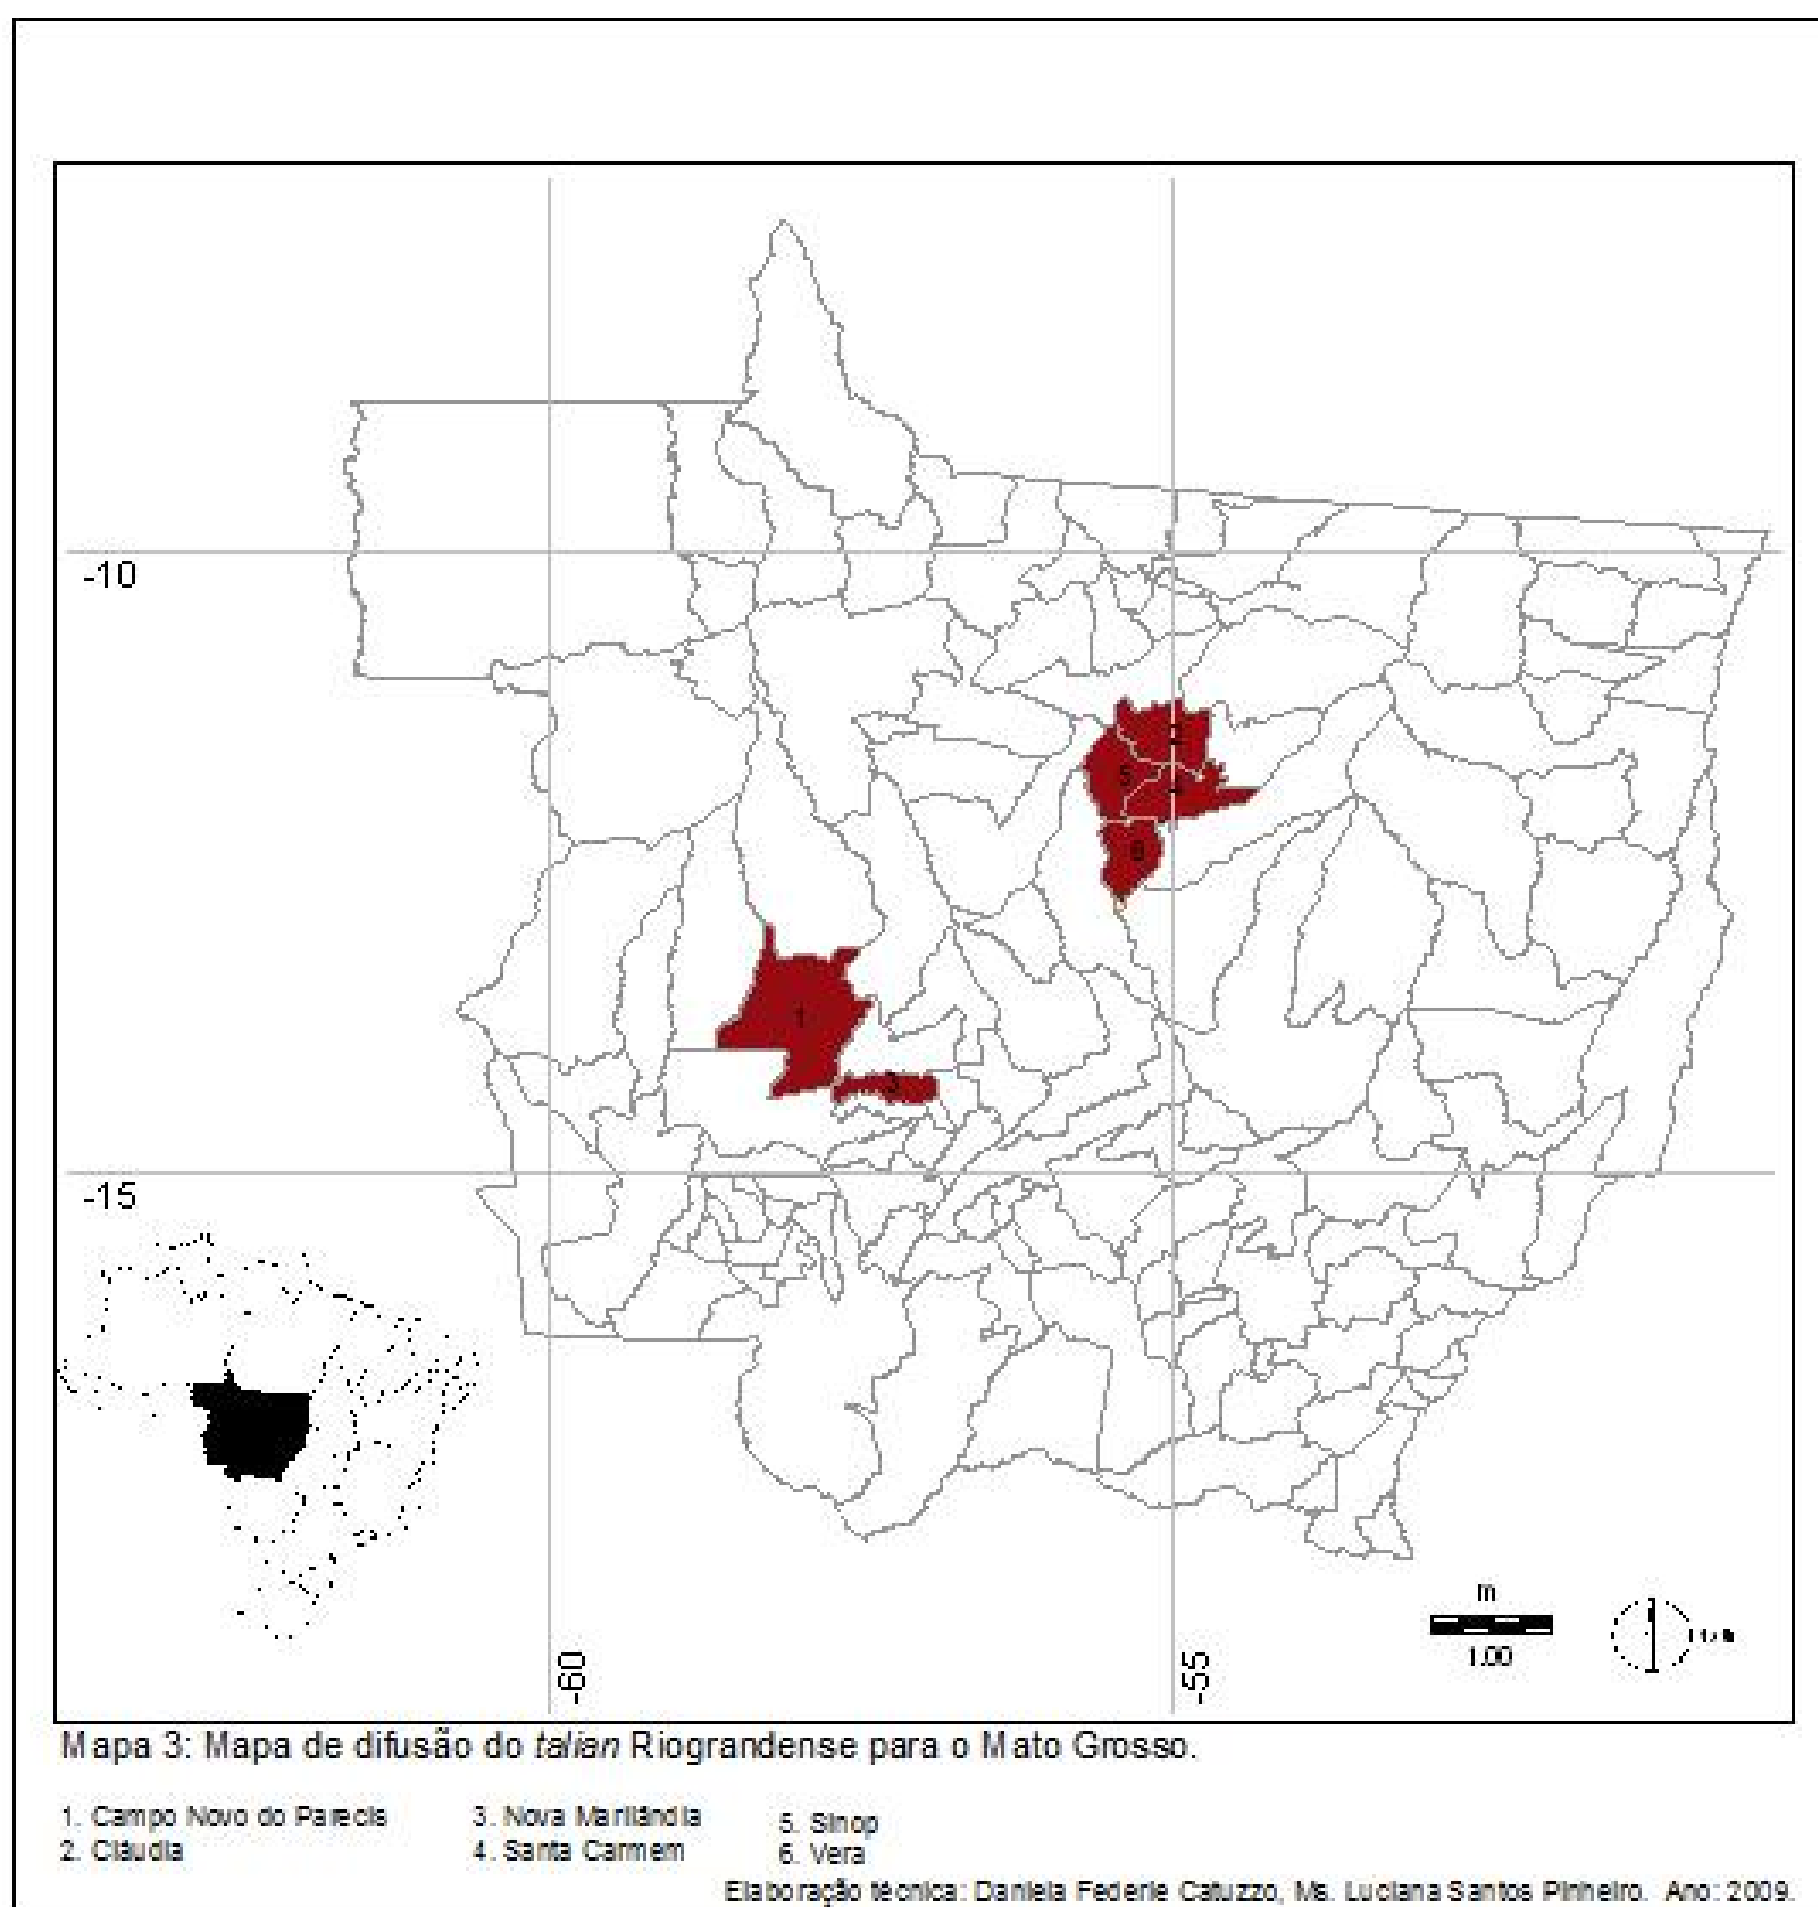 -10
2
5
4
6
1
3
-15
-60
-55
m
1.00
Mapa 3: Mapa de difusão do talian Riograndense para o Mato Grosso.
1. Campo Novo do Parecis
2. Cláudia
3. Nova Marilândia
4. Santa Carmem
5. Sinop
6. Vera
Elaboração técnica: Daniela Federle Catuzzo, Ms. Luciana Santos Pinheiro. Ano: 2009.